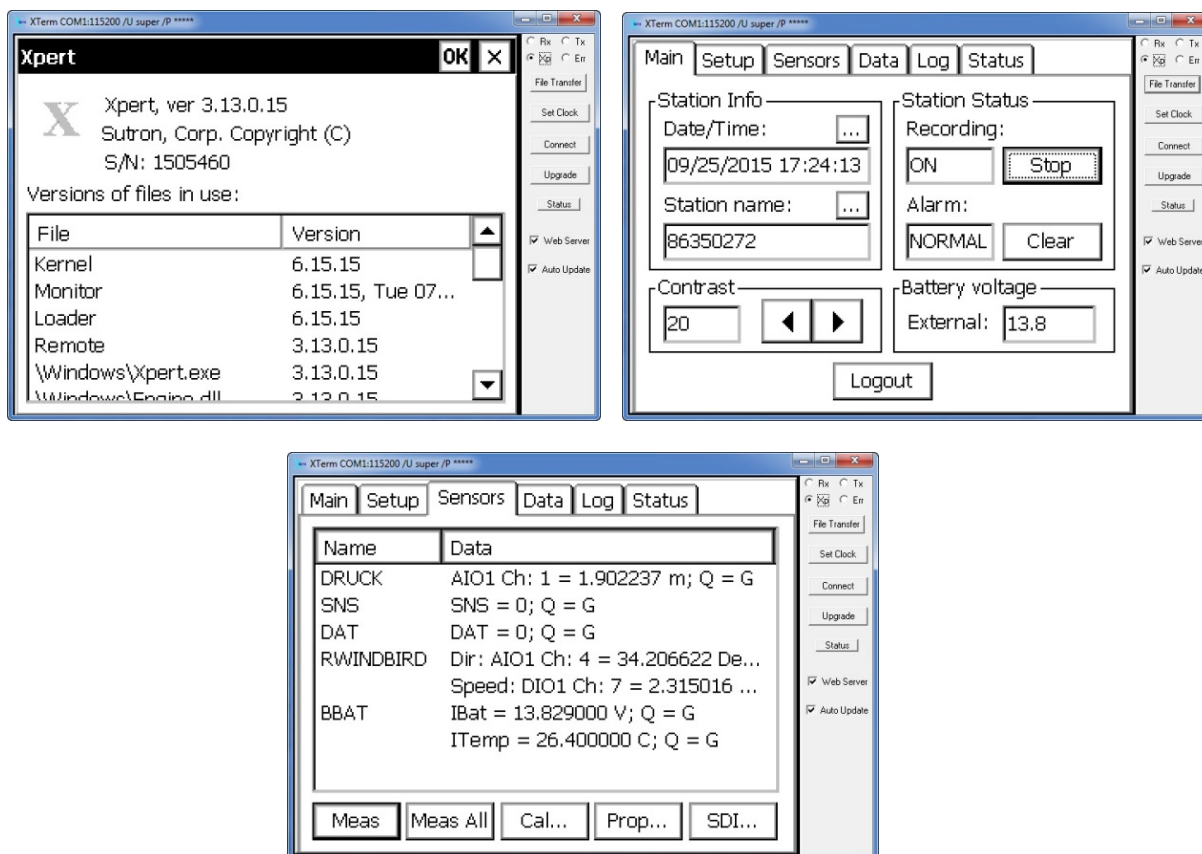 XTerm COM1:115200 /U super /P *****
Xpert OK
Xpert, ver 3.13.0.15
Sutron, Corp. Copyright (C)
S/N: 1505460
Versions of files in use:
File Version
Kernel 6.15.15
Monitor 6.15.15, Tue 07...
Loader 6.15.15
Remote 3.13.0.15
\Windows\Xpert.exe 3.13.0.15
\Windows\Engine.dll 3.13.0.15
Rx Tx
Xp Err
File Transfer
Set Clock
Connect
Upgrade
Status
Web Server
Auto Update
XTerm COM1:115200 /U super /P *****
Main Setup Sensors Data Log Status
Station Info
Date/Time: ...
09/25/2015 17:24:13
Station name: ...
86350272
Station Status
Recording:
ON Stop
Alarm:
NORMAL Clear
Contrast
20
Battery voltage
External: 13.8
Logout
Rx Tx
Xp Err
File Transfer
Set Clock
Connect
Upgrade
Status
Web Server
Auto Update
XTerm COM1:115200 /U super /P *****
Main Setup Sensors Data Log Status
Name Data
DRUCK AIO1 Ch: 1 = 1.902237 m; Q = G
SNS SNS = 0; Q = G
DAT DAT = 0; Q = G
RWINDBIRD Dir: AIO1 Ch: 4 = 34.206622 De...
Speed: DIO1 Ch: 7 = 2.315016 ...
BBAT IBat = 13.829000 V; Q = G
ITemp = 26.400000 C; Q = G
Meas Meas All Cal... Prop... SDI...
Rx Tx
Xp Err
File Transfer
Set Clock
Connect
Upgrade
Status
Web Server
Auto Update